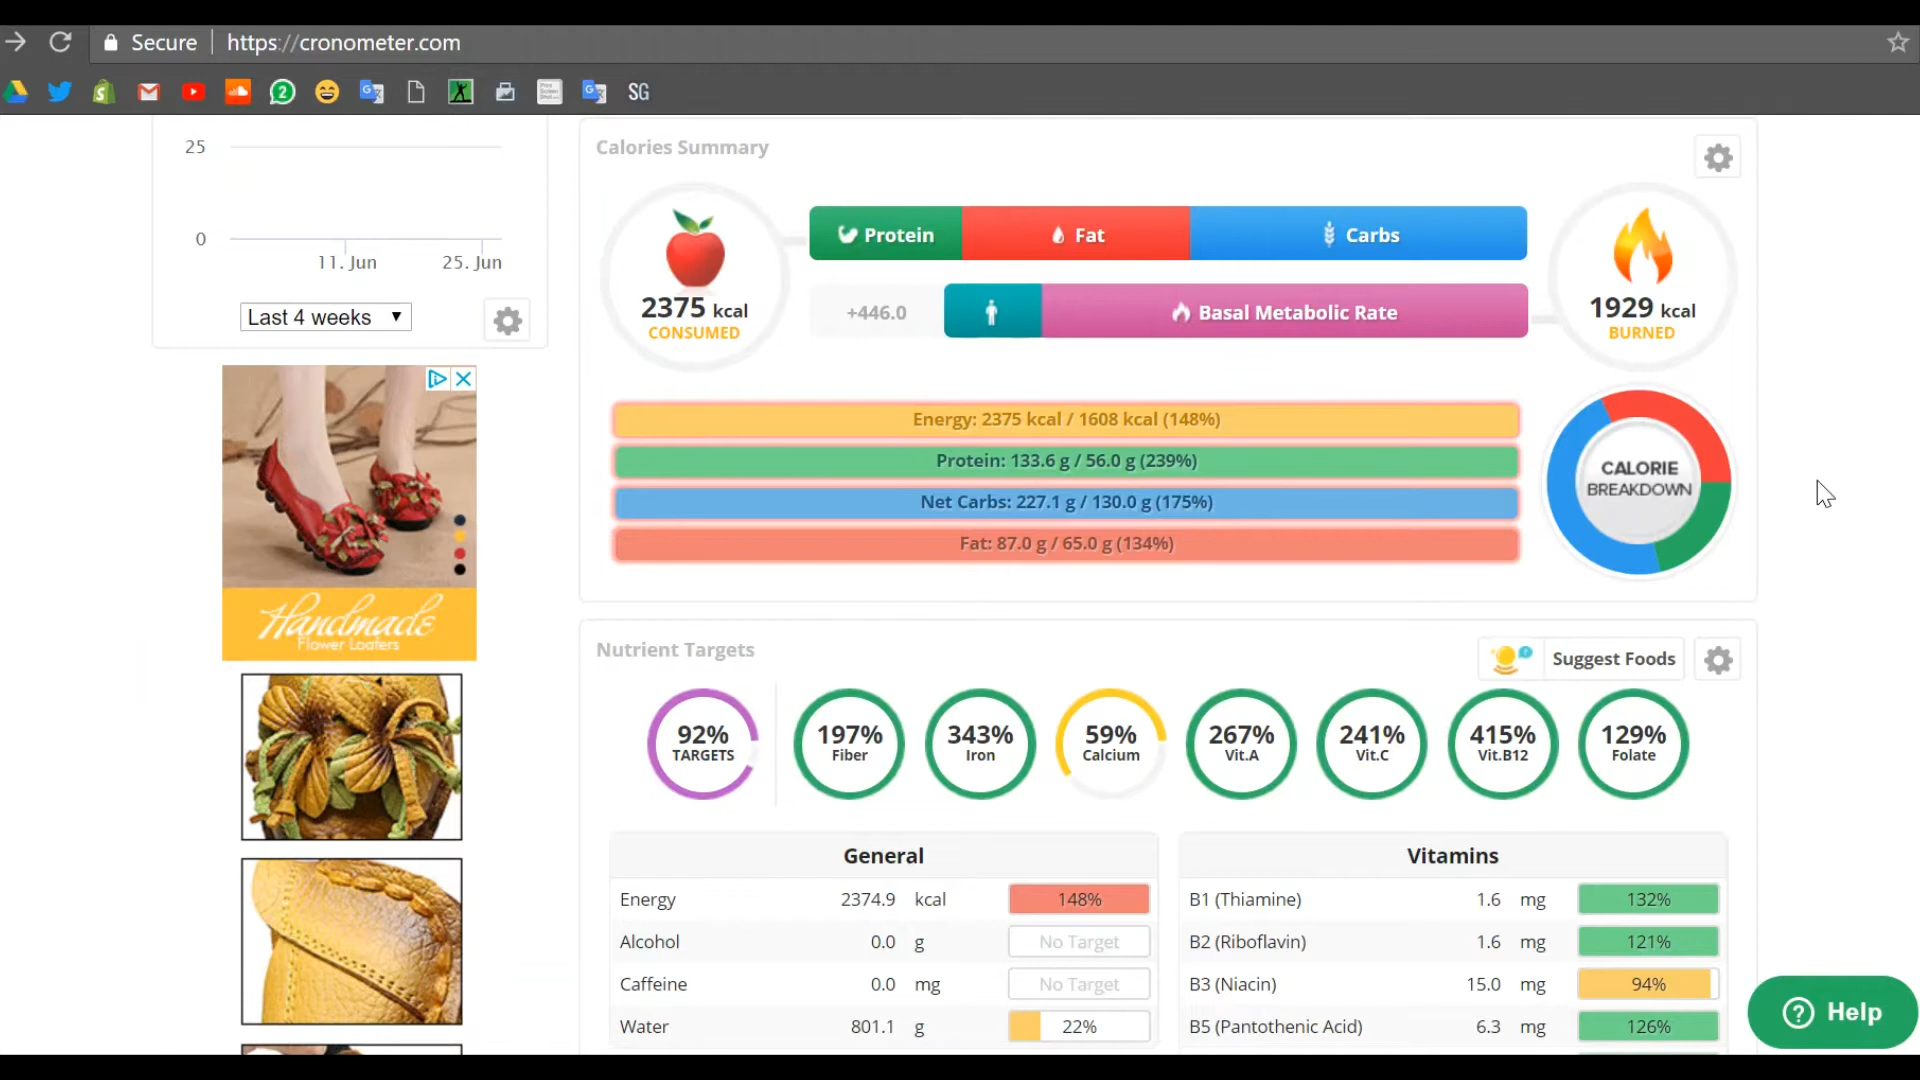 Secure
https://cronometer.com
2
SG
25
0
11. Jun
25. Jun
Last 4 weeks
Handmade
Flower Loafers
Calories Summary
2375 kcal
CONSUMED
Protein
Fat
Carbs
+446.0
Basal Metabolic Rate
1929 kcal
BURNED
Energy: 2375 kcal / 1608 kcal (148%)
Protein: 133.6 g / 56.0 g (239%)
Net Carbs: 227.1 g / 130.0 g (175%)
Fat: 87.0 g / 65.0 g (134%)
CALORIE
BREAKDOWN
Nutrient Targets
Suggest Foods
92%
TARGETS
197%
Fiber
343%
Iron
59%
Calcium
267%
Vit.A
241%
Vit.C
415%
Vit.B12
129%
Folate
General
Energy 2374.9 kcal 148%
Alcohol 0.0 g No Target
Caffeine 0.0 mg No Target
Water 801.1 g 22%
Vitamins
B1 (Thiamine) 1.6 mg 132%
B2 (Riboflavin) 1.6 mg 121%
B3 (Niacin) 15.0 mg 94%
B5 (Pantothenic Acid) 6.3 mg 126%
? Help